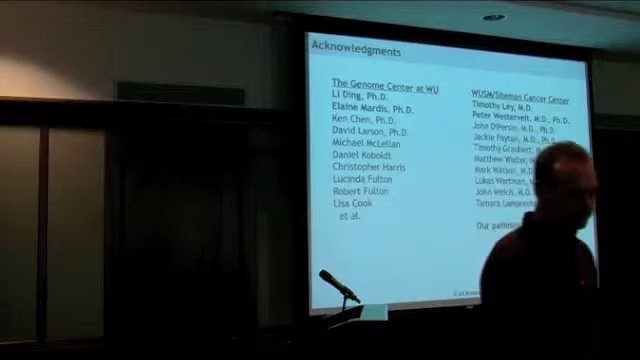 Acknowledgments
The Genome Center at WU
Li Ding, Ph.D.
Elaine Mardis, Ph.D.
Ken Chen, Ph.D.
David Larson, Ph.D.
Michael McLellan
Daniel Koboldt
Christopher Harris
Lucinda Fulton
Robert Fulton
Lisa Cook
et al.
WUSM/Siteman Cancer Center
Timothy Ley, M.D.
Peter Westervelt, M.D., Ph.D.
John DiPersio, M.D., Ph.D.
Jackie Payton, M.D., Ph.D.
Timothy Graubert, M.D.
Matthew Walter,
Mark Watson, M.D.
Lukas Wartman,
John Welch, M.D.
Tamara
Our patients